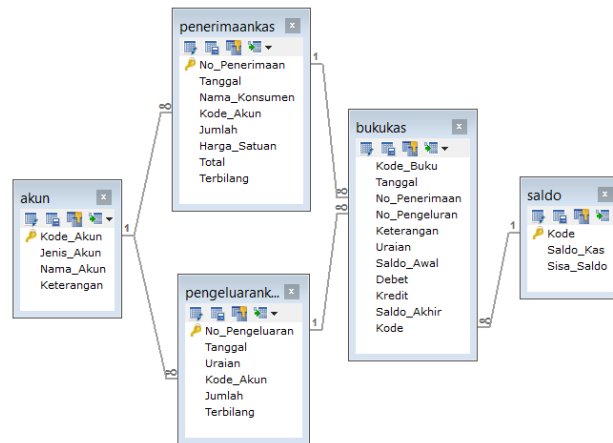 penerimaankas
No_Penerimaan
Tanggal
Nama_Konsumen
Kode_Akun
Jumlah
Harga_Satuan
Total
Terbilang
akun
Kode_Akun
Jenis_Akun
Nama_Akun
Keterangan
pengeluarank...
No_Pengeluaran
Tanggal
Uraian
Kode_Akun
Jumlah
Terbilang
bukukas
Kode_Buku
Tanggal
No_Penerimaan
No_Pengeluran
Keterangan
Uraian
Saldo_Awal
Debet
Kredit
Saldo_Akhir
Kode
saldo
Kode
Saldo_Kas
Sisa_Saldo
1
1
1
1